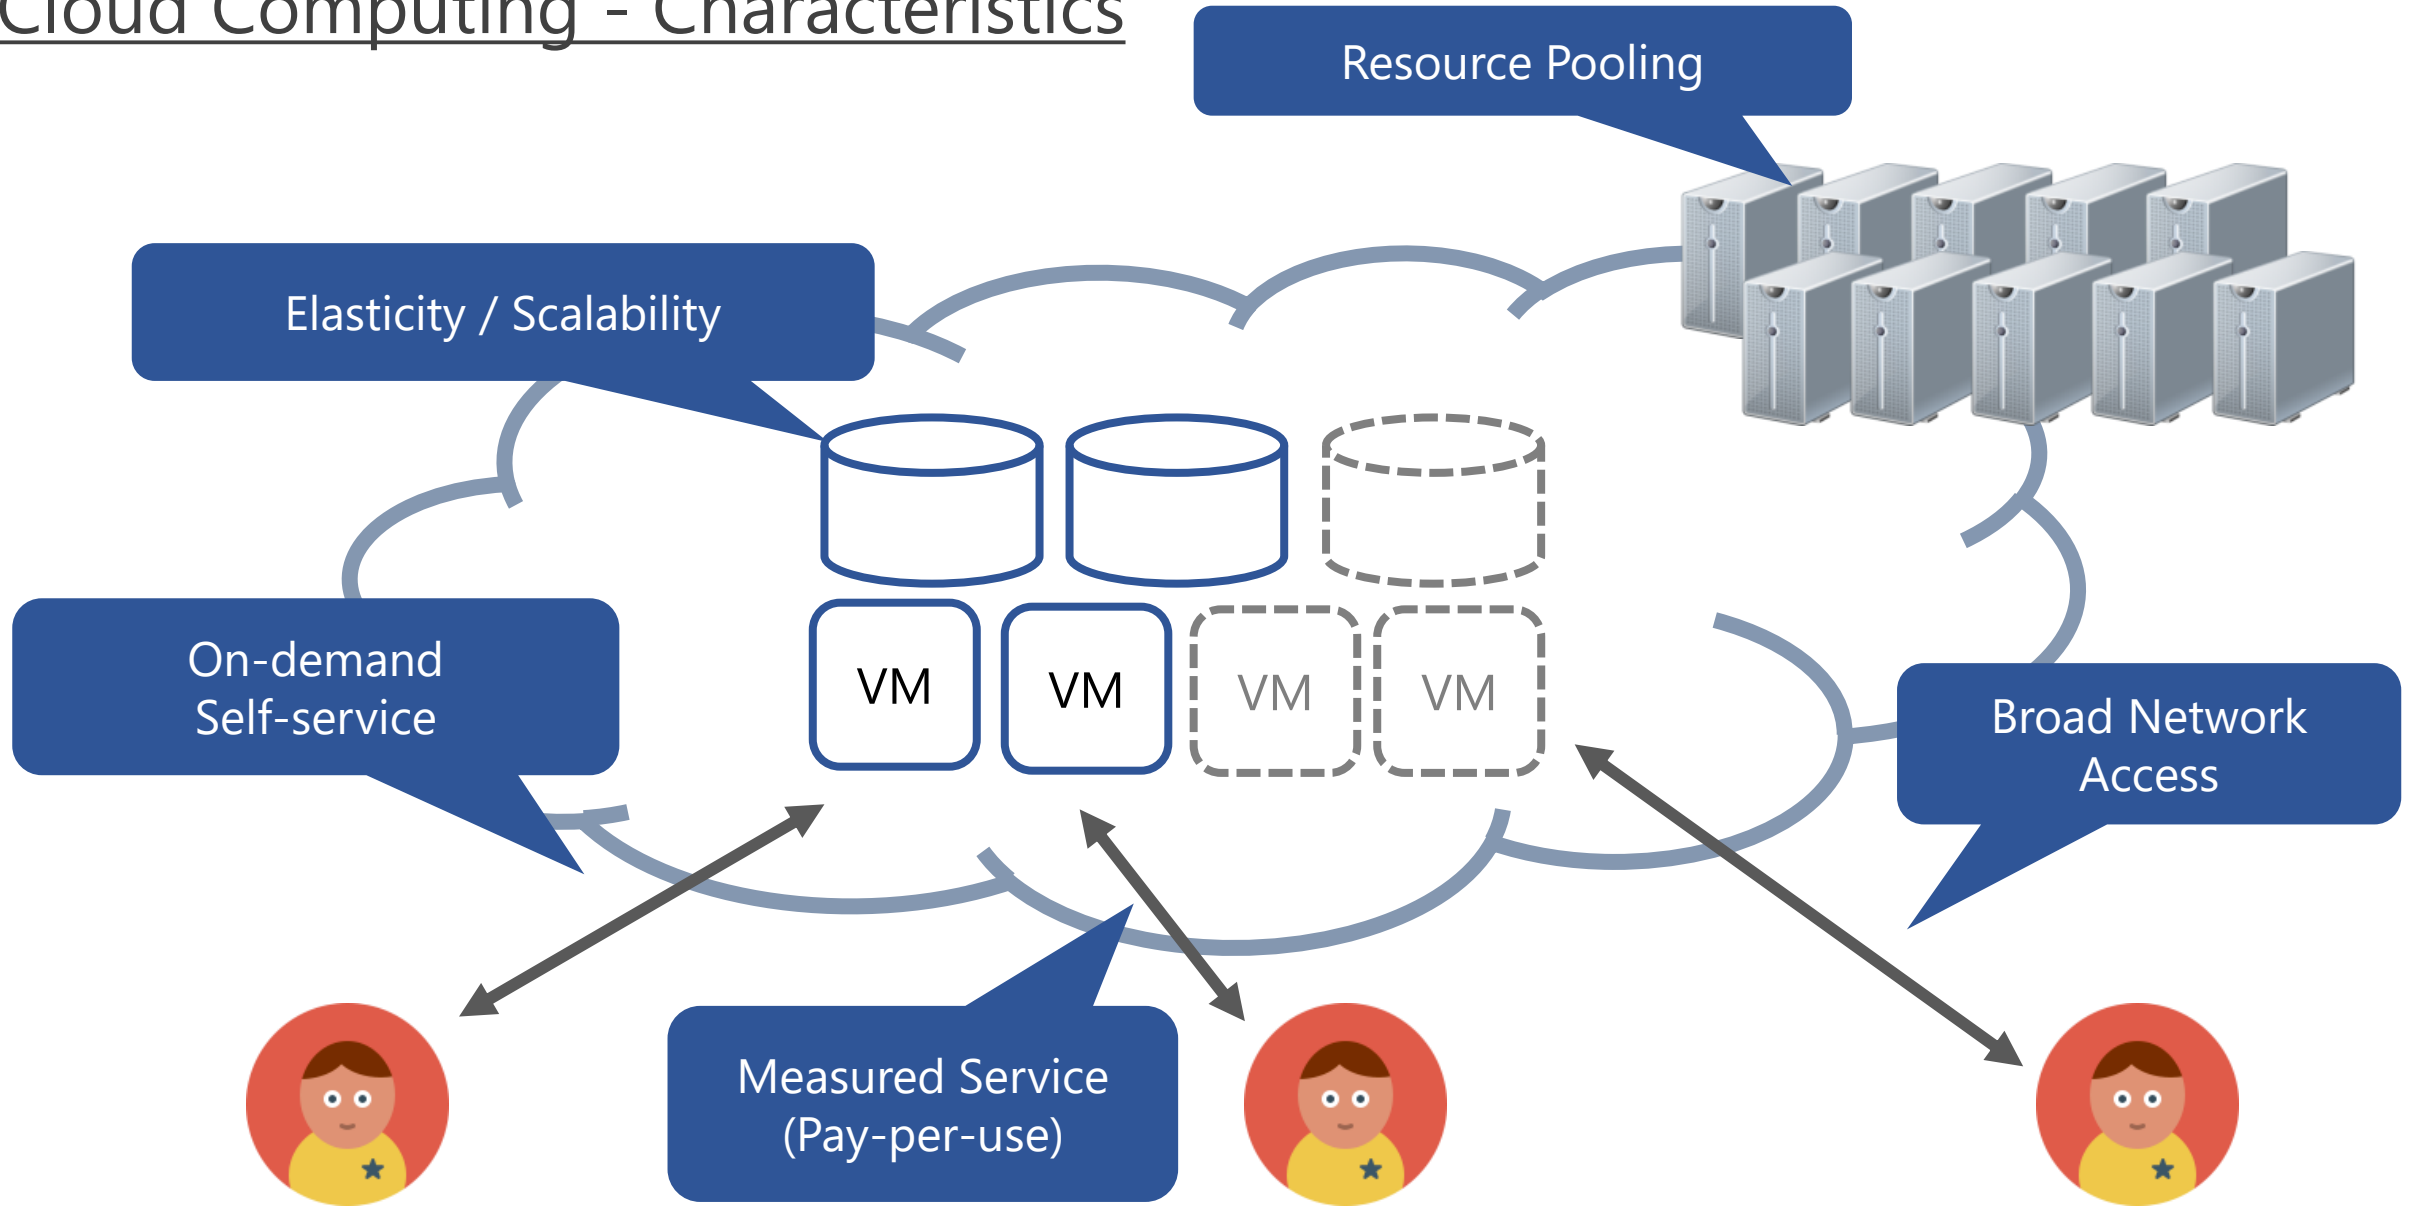 Cloud Computing - Characteristics
Resource Pooling
Elasticity / Scalability
On-demand
Self-service
VM
VM
VM
VM
Broad Network
Access
Measured Service
(Pay-per-use)